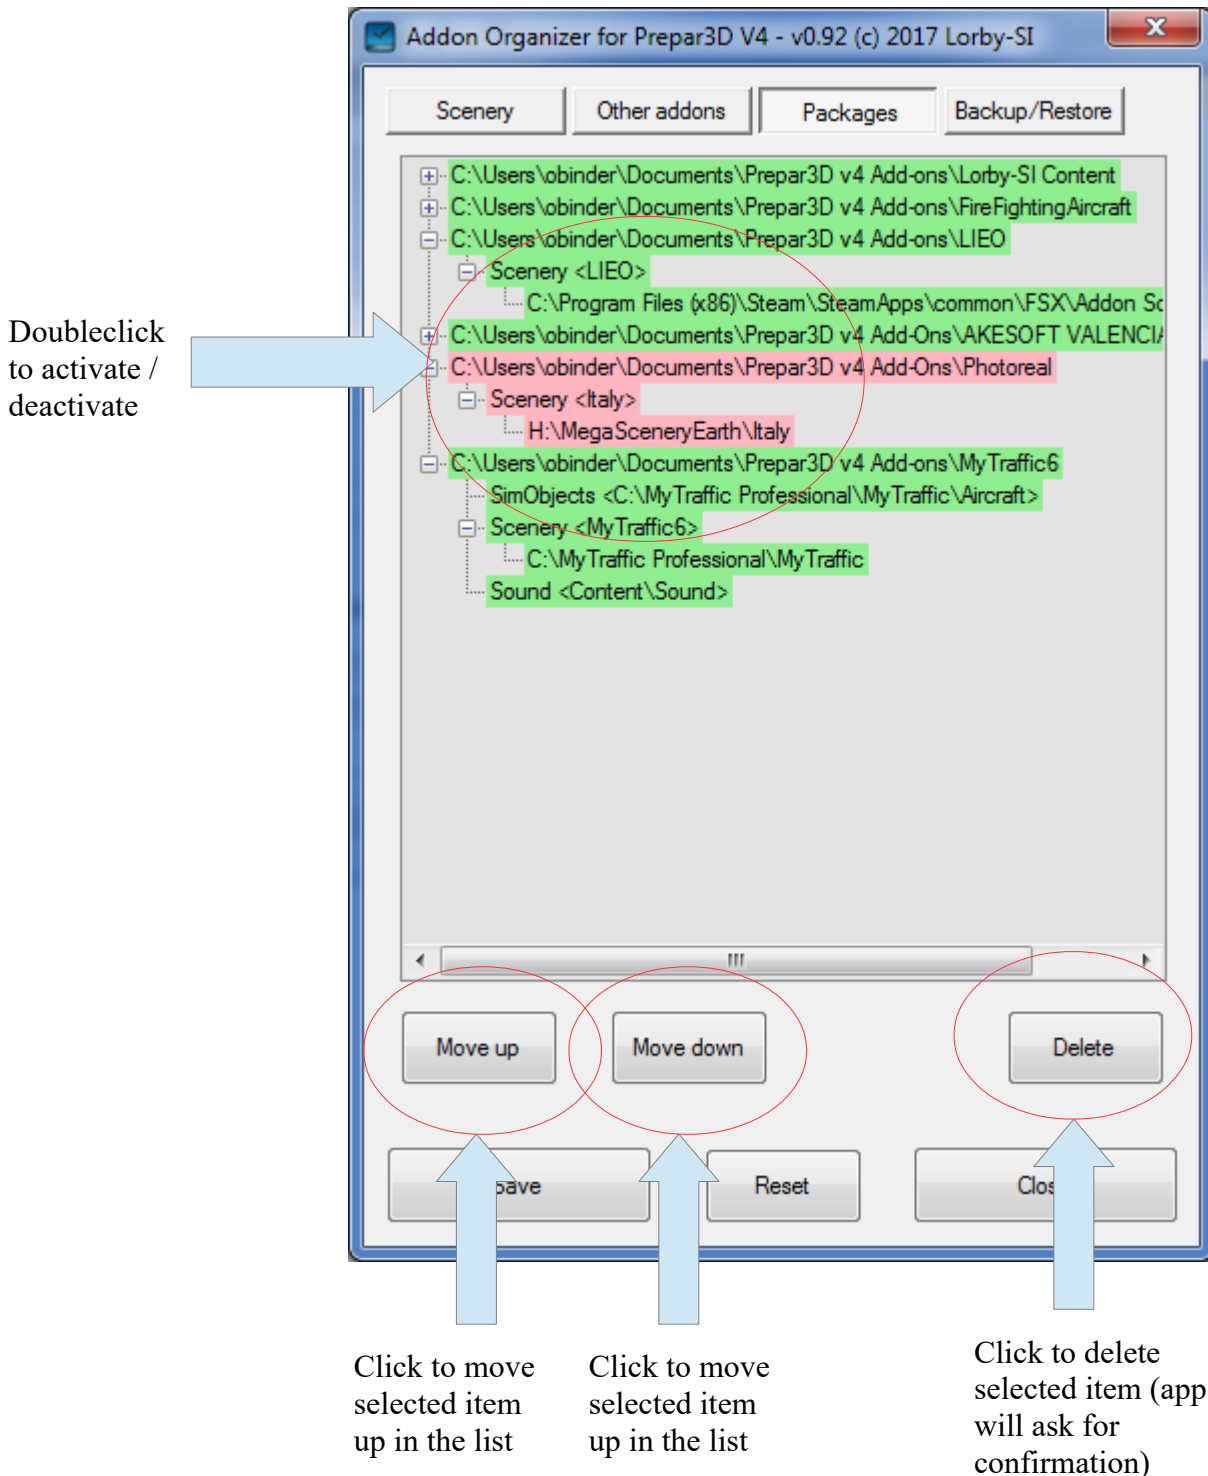 Addon Organizer for Prepar3D V4 - v0.92 (c) 2017 Lorby-SI
Scenery Other addons Packages Backup/Restore
C:\Users\obinder\Documents\Prepar3D v4 Add-ons\Lorby-SI Content
C:\Users\obinder\Documents\Prepar3D v4 Add-ons\FireFightingAircraft
C:\Users\obinder\Documents\Prepar3D v4 Add-ons\LIEO
Scenery <LIEO>
C:\Program Files (x86)\Steam\SteamApps\common\FSX\Addon Sc
C:\Users\obinder\Documents\Prepar3D v4 Add-Ons\AKESOFT VALENCIA
C:\Users\obinder\Documents\Prepar3D v4 Add-Ons\Photoreal
Scenery <Italy>
H:\MegaSceneryEarth\Italy
C:\Users\obinder\Documents\Prepar3D v4 Add-ons\MyTraffic6
SimObjects <C:\MyTraffic Professional\MyTraffic\Aircraft>
Scenery <MyTraffic6>
C:\MyTraffic Professional\MyTraffic
Sound <Content\Sound>
Doubleclick
to activate /
deactivate
Move up Move down Delete
Save Reset Close
Click to move
selected item
up in the list
Click to move
selected item
up in the list
Click to delete
selected item (app
will ask for
confirmation)